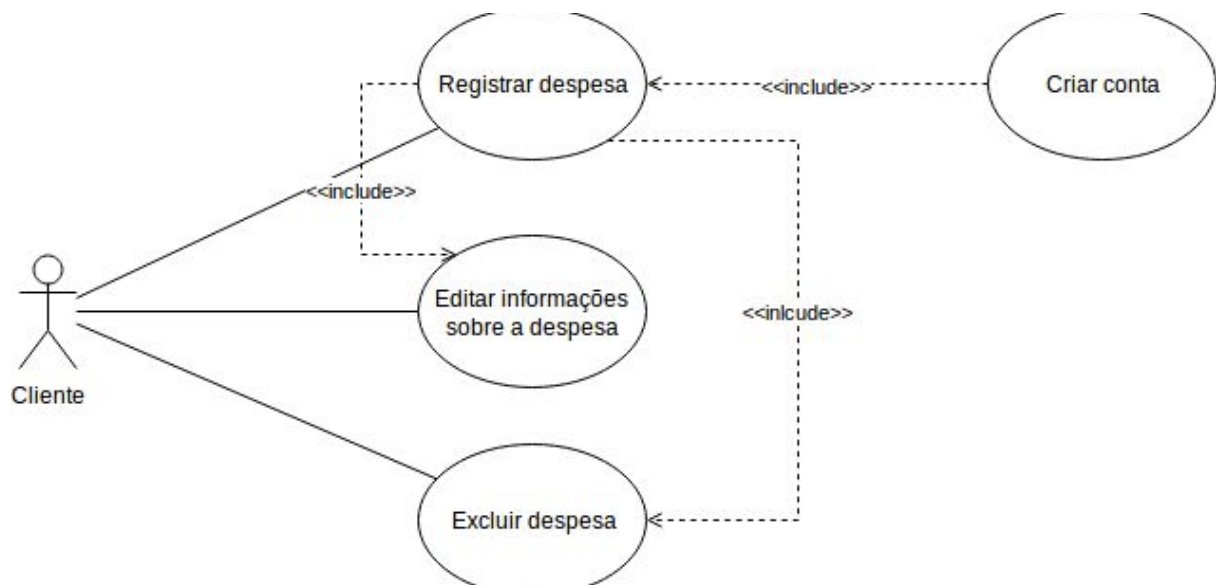 Registrar despesa
<<include>>
Criar conta
<<include>>
Editar informações
sobre a despesa
<<inlcude>>
Cliente
Excluir despesa